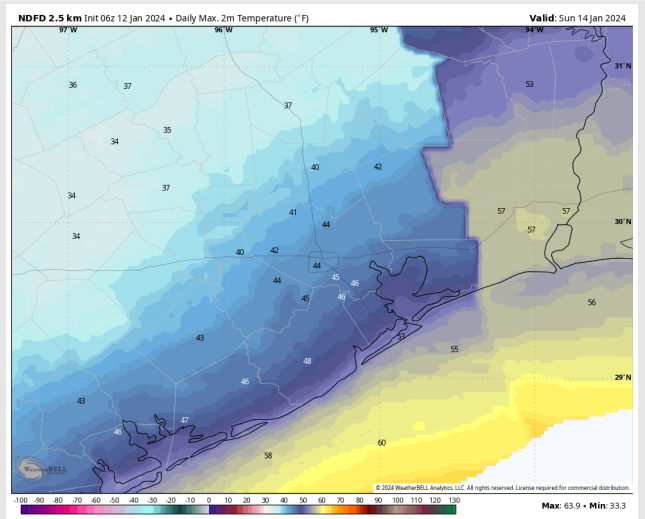 NDFD 2.5 km Init 06z 12 Jan 2024 • Daily Max. 2m Temperature (°F) Valid: Sun 14 Jan 2024
97°W 96°W 95°W 94°W
31°N
36 37 53
37
35
34
40 42
37
34
57 57
41
44 30°N
57
34
40 42
44
45
44 46
45 46
56
53
43
55
48
29°N
46
43
47
46
60
58
WeatherBELL
© 2024 WeatherBELL Analytics, LLC. All rights reserved. License required for commercial distribution.
-100 -90 -80 -70 -60 -50 -40 -30 -20 -10 0 10 20 30 40 50 60 70 80 90 100 110 120 130
Max: 63.9 • Min: 33.3